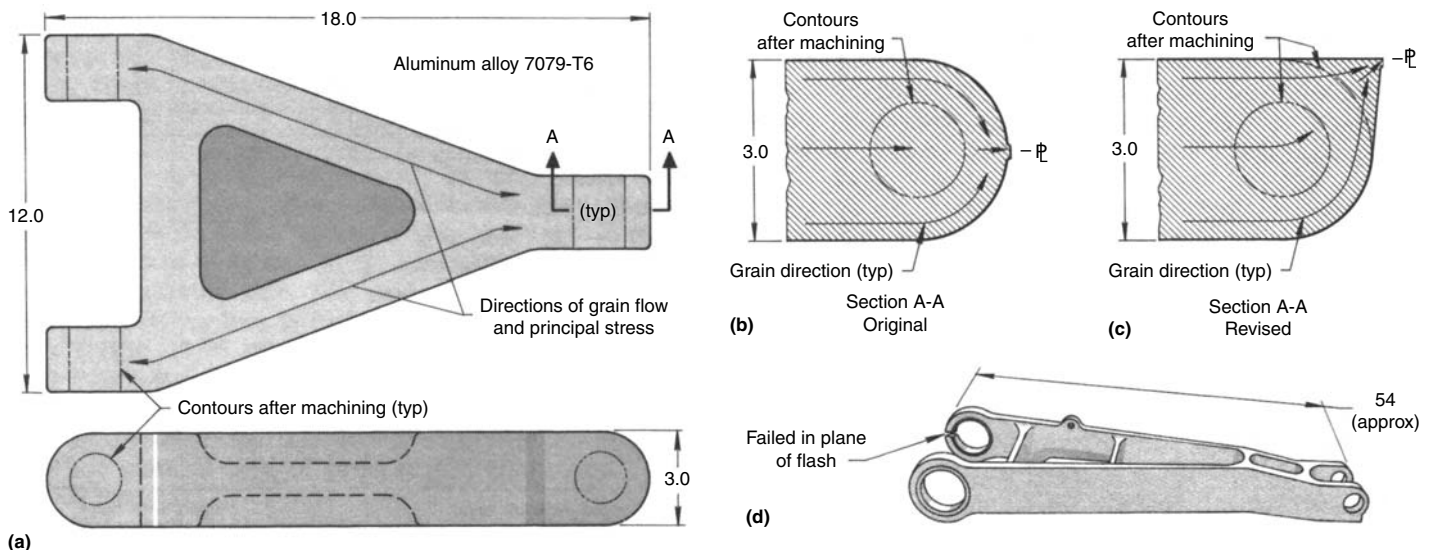 18.0
Aluminum alloy 7079-T6
12.0
A
A
(typ)
Directions of grain flow
and principal stress
Contours after machining (typ)
3.0
(a)
Contours
after machining
3.0
–℄
Grain direction (typ)
Section A-A
Original
(b)
Contours
after machining
3.0
–℄
Grain direction (typ)
Section A-A
Revised
(c)
54
(approx)
Failed in plane
of flash
(d)